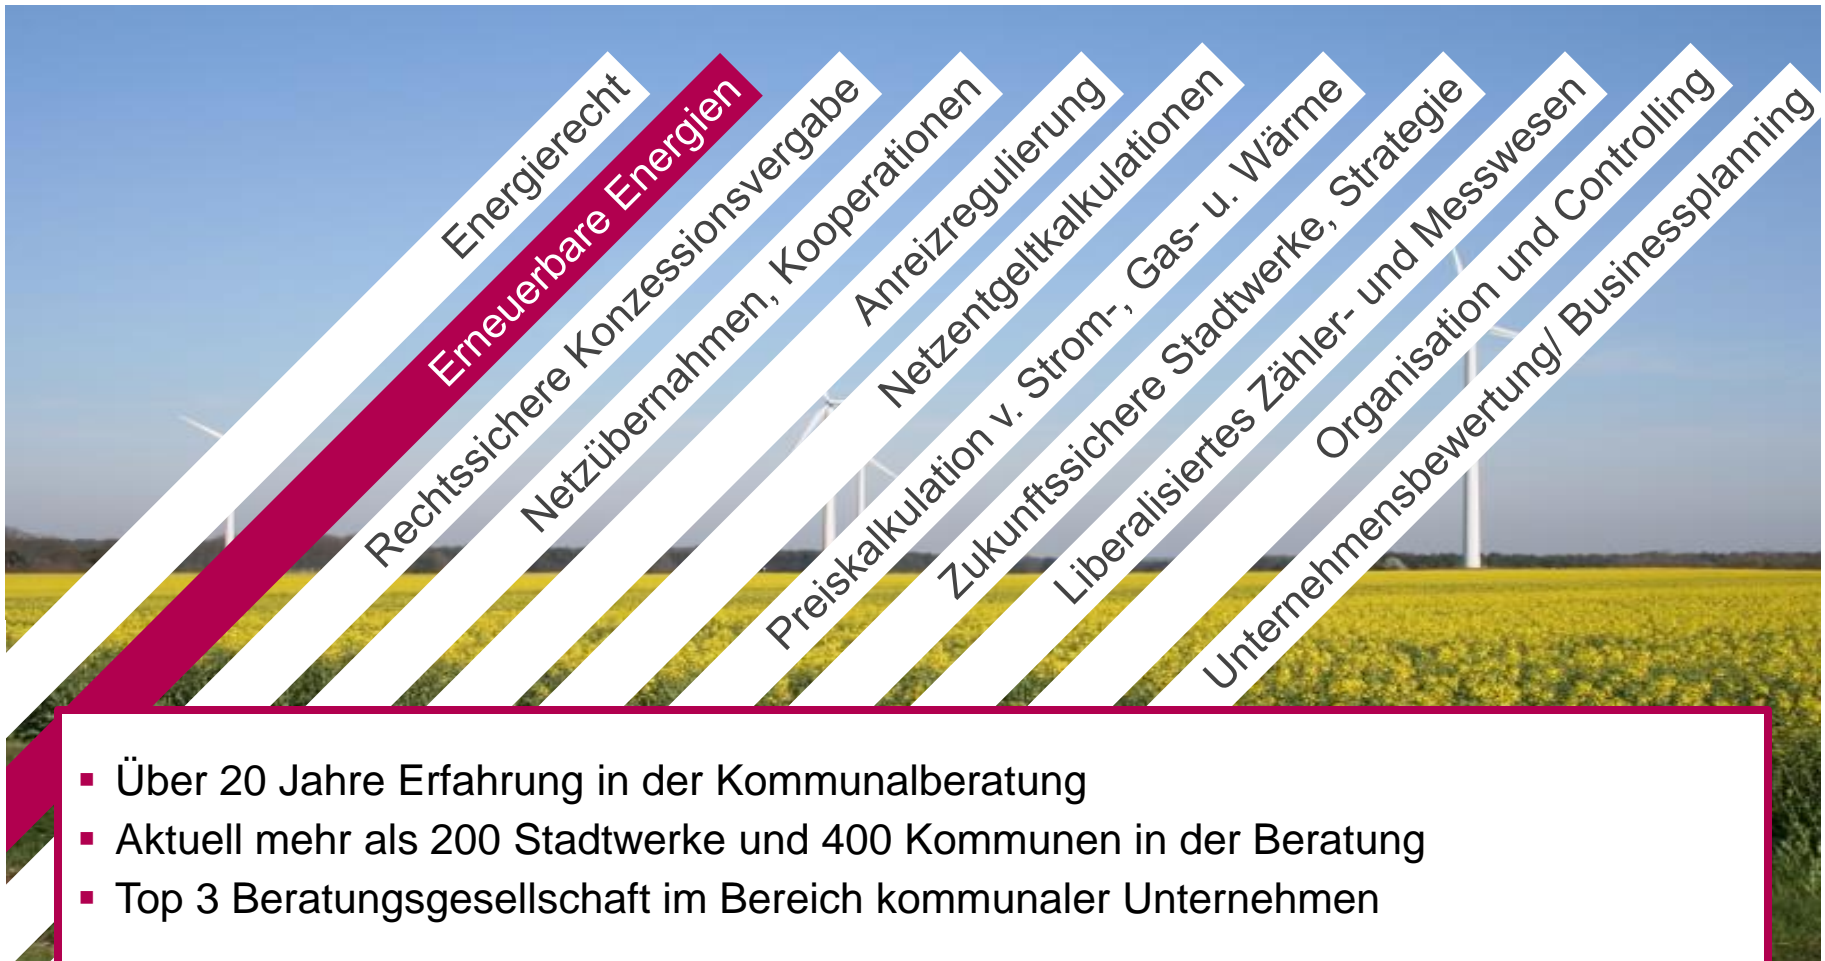 Energierecht
Erneuerbare Energien
Rechtssichere Konzessionsvergabe
Netzübernahmen, Kooperationen
Anreizregulierung
Netzentgeltkalkulationen
Preiskalkulation v. Strom-, Gas- u. Wärme
Zukunftssichere Stadtwerke, Strategie
Liberalisiertes Zähler- und Messwesen
Organisation und Controlling
Unternehmensbewertung/ Businessplanning
▪ Über 20 Jahre Erfahrung in der Kommunalberatung
▪ Aktuell mehr als 200 Stadtwerke und 400 Kommunen in der Beratung
▪ Top 3 Beratungsgesellschaft im Bereich kommunaler Unternehmen